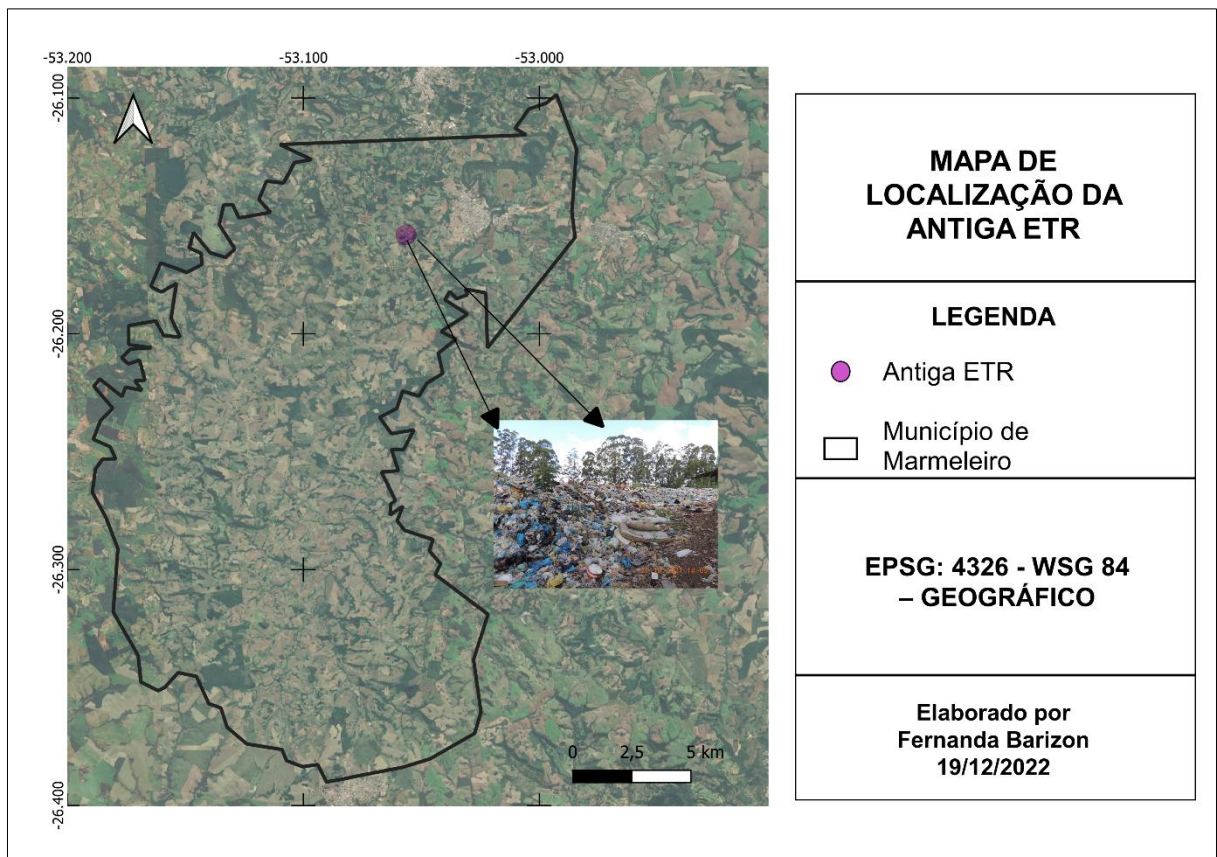 -53.200
-53.100
-53.000
-26.100
-26.200
-26.300
-26.400
0 2,5 5 km
MAPA DE
LOCALIZAÇÃO DA
ANTIGA ETR
LEGENDA
Antiga ETR
Município de
Marmeleiro
EPSG: 4326 - WSG 84
– GEOGRÁFICO
Elaborado por
Fernanda Barizon
19/12/2022